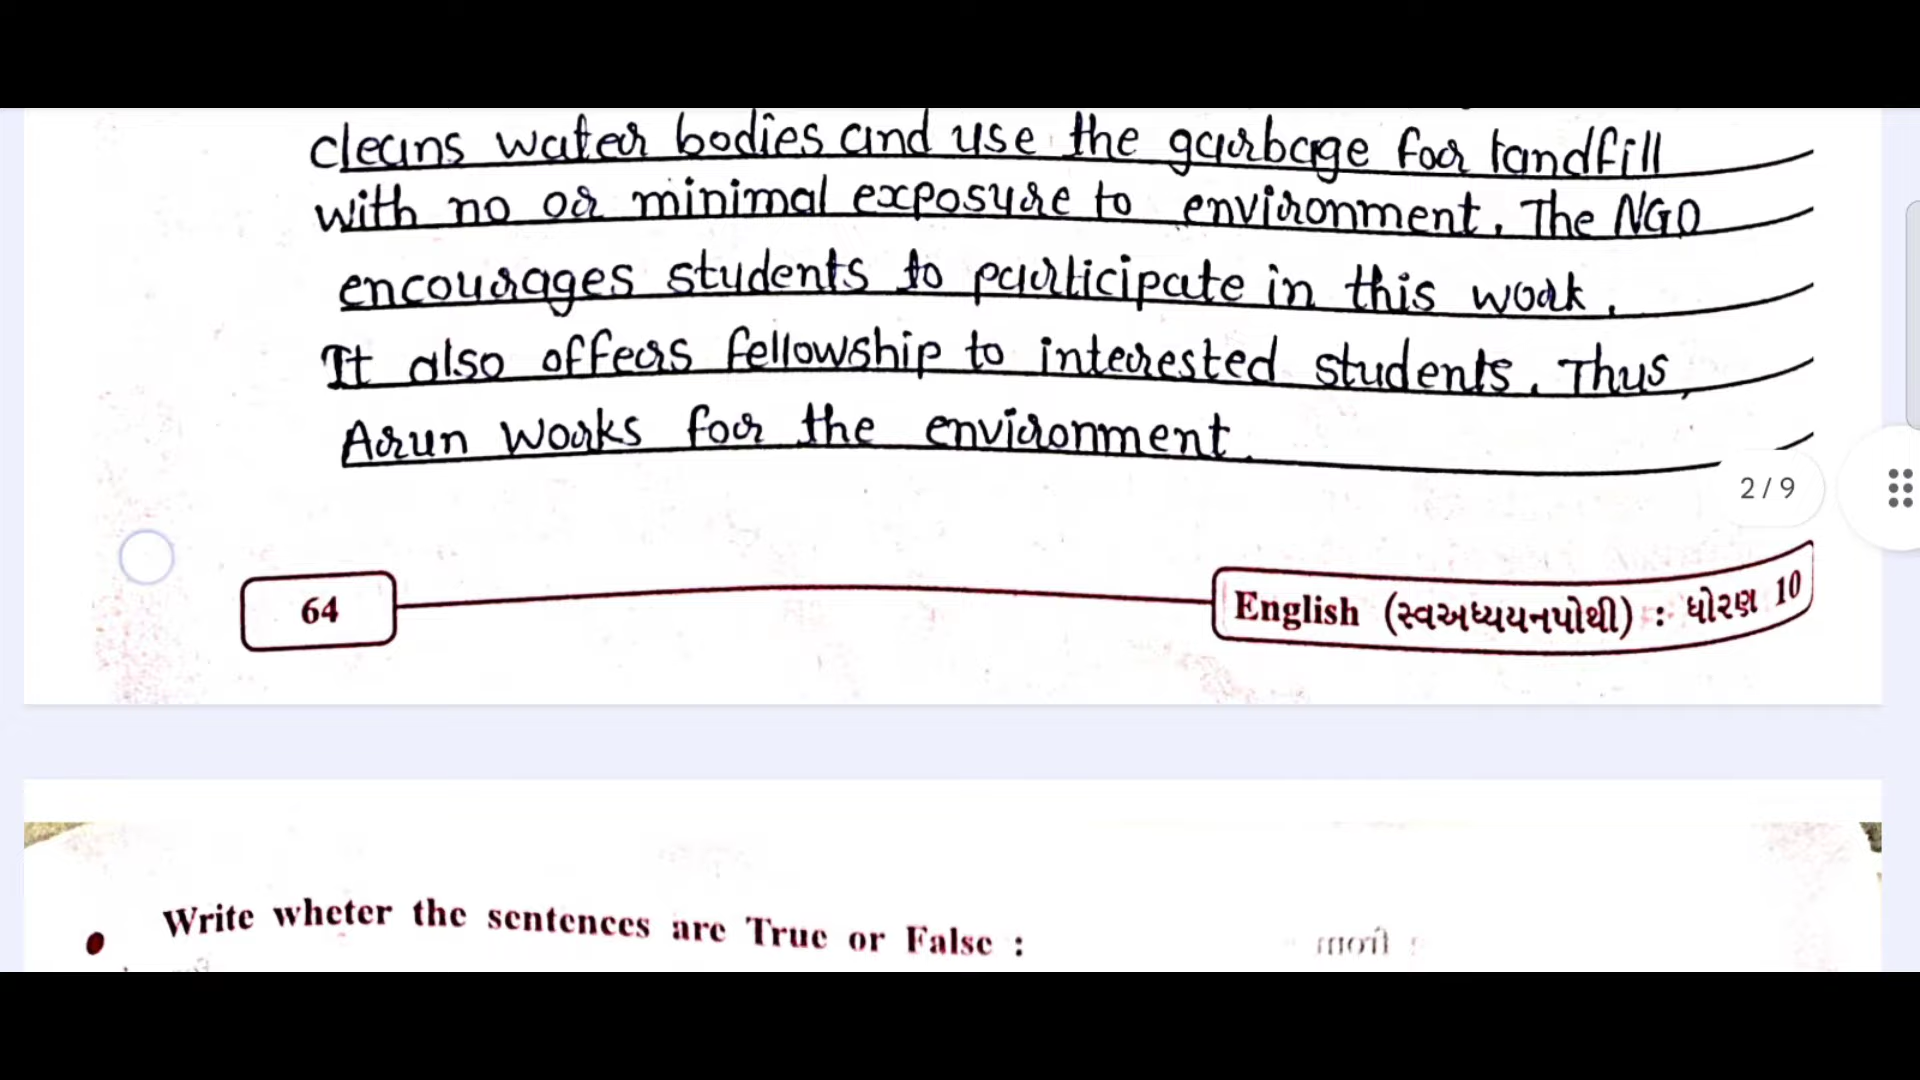 cleans water bodies and use the garbage for landfill
with no or minimal exposure to environment. The NGO
encourages students to participate in this work.
It also offers fellowship to interested students. Thus,
Arun works for the environment.
2 / 9
64
English (સ્વઅધ્યયનપોથી) : ધોરણ 10
Write wheter the sentences are True or False :